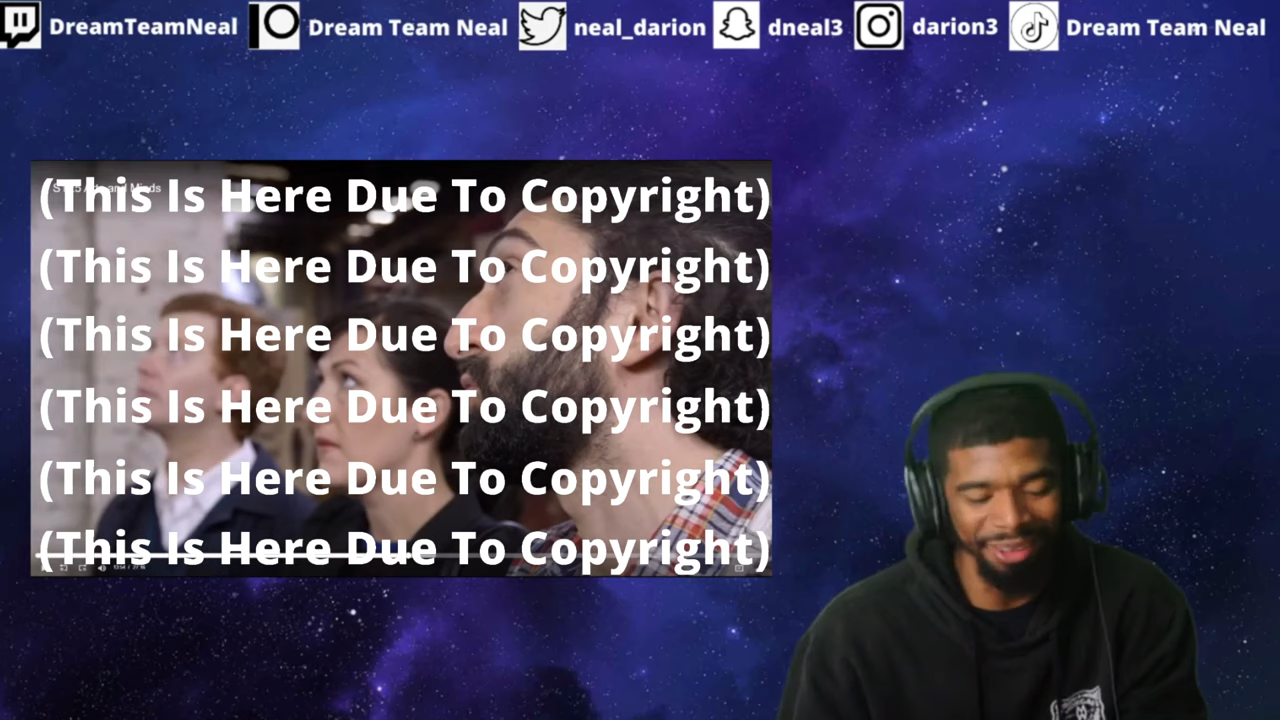 DreamTeamNeal Dream Team Neal neal_darion dneal3 darion3 Dream Team Neal
(This Is Here Due To Copyright)
(This Is Here Due To Copyright)
(This Is Here Due To Copyright)
(This Is Here Due To Copyright)
(This Is Here Due To Copyright)
(This Is Here Due To Copyright)